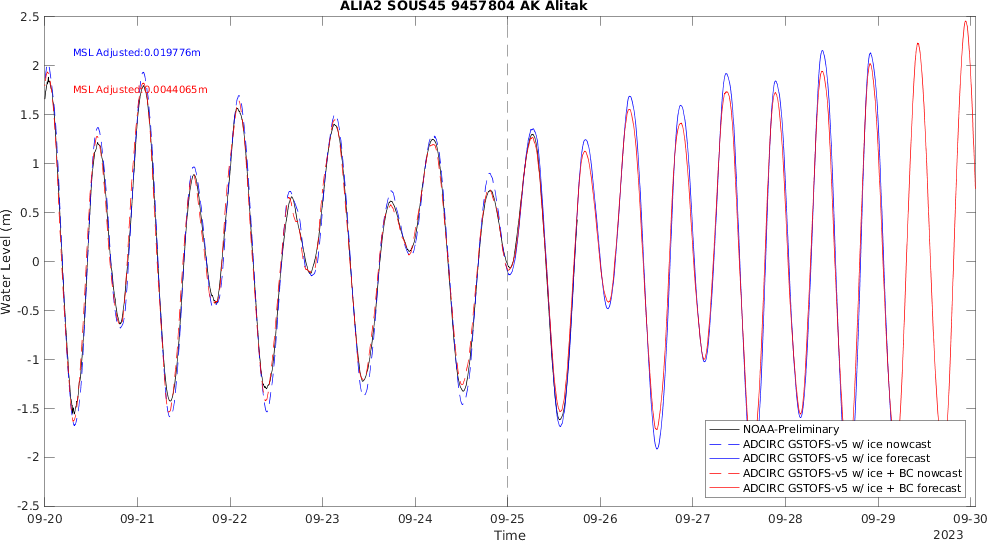 ALIA2 SOUS45 9457804 AK Alitak
2.5
2
1.5
1
0.5
0
-0.5
-1
-1.5
-2
-2.5
Water Level (m)
MSL Adjusted:0.019776m
MSL Adjusted:0.0044065m
NOAA-Preliminary
ADCIRC GSTOFS-v5 w/ ice nowcast
ADCIRC GSTOFS-v5 w/ ice forecast
ADCIRC GSTOFS-v5 w/ ice + BC nowcast
ADCIRC GSTOFS-v5 w/ ice + BC forecast
09-20 09-21 09-22 09-23 09-24 09-25 09-26 09-27 09-28 09-29 09-30
Time
2023